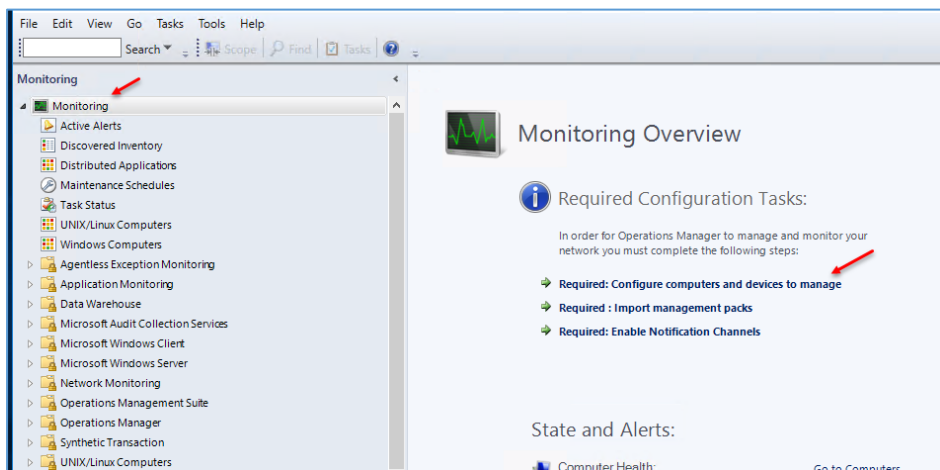 File Edit View Go Tasks Tools Help
Search Scope Find Tasks
Monitoring
Monitoring
Active Alerts
Discovered Inventory
Distributed Applications
Maintenance Schedules
Task Status
UNIX/Linux Computers
Windows Computers
Agentless Exception Monitoring
Application Monitoring
Data Warehouse
Microsoft Audit Collection Services
Microsoft Windows Client
Microsoft Windows Server
Network Monitoring
Operations Management Suite
Operations Manager
Synthetic Transaction
UNIX/Linux Computers
Monitoring Overview
Required Configuration Tasks:
In order for Operations Manager to manage and monitor your
network you must complete the following steps:
Required: Configure computers and devices to manage
Required : Import management packs
Required: Enable Notification Channels
State and Alerts:
Computer Health:
Go to Computers